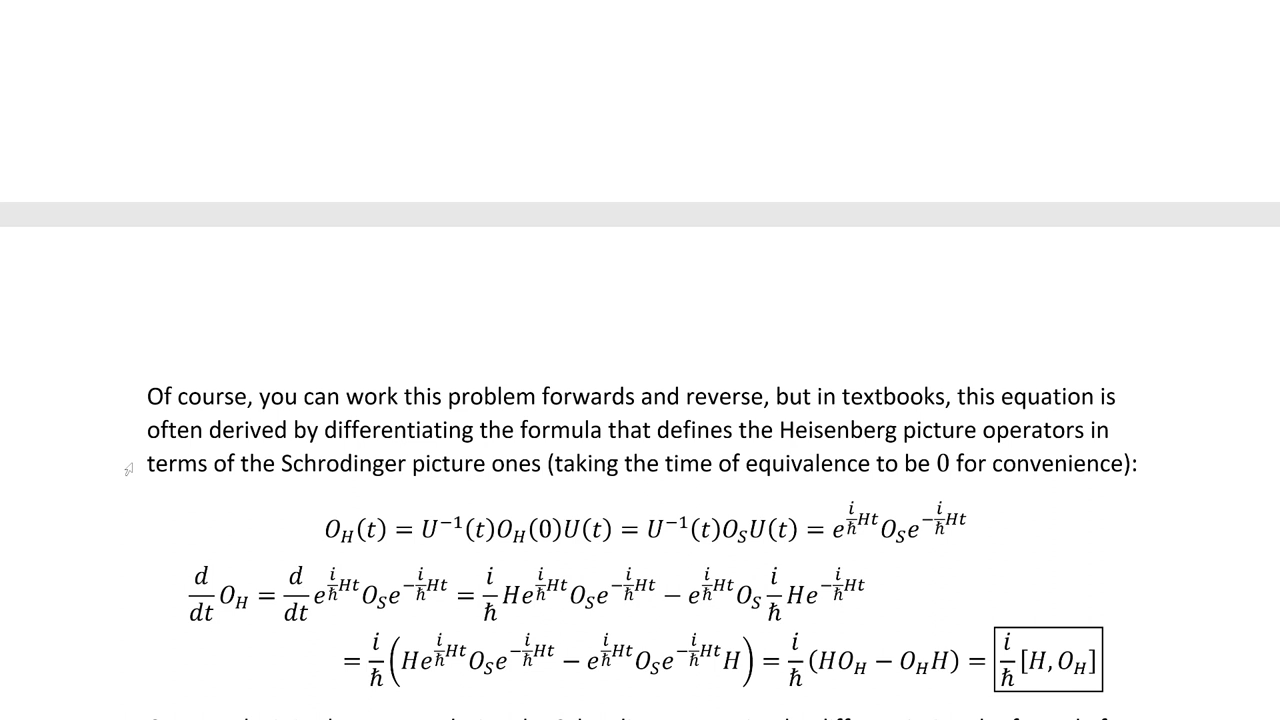 Of course, you can work this problem forwards and reverse, but in textbooks, this equation is
often derived by differentiating the formula that defines the Heisenberg picture operators in
terms of the Schrodinger picture ones (taking the time of equivalence to be 0 for convenience):
$O_H(t) = U^{-1}(t)O_H(0)U(t) = U^{-1}(t)O_S U(t) = e^{\frac{i}{\hbar}Ht}O_S e^{-\frac{i}{\hbar}Ht}$
$\frac{d}{dt}O_H = \frac{d}{dt}e^{\frac{i}{\hbar}Ht}O_S e^{-\frac{i}{\hbar}Ht} = \frac{i}{\hbar}He^{\frac{i}{\hbar}Ht}O_S e^{-\frac{i}{\hbar}Ht} - e^{\frac{i}{\hbar}Ht}O_S\frac{i}{\hbar}He^{-\frac{i}{\hbar}Ht}$
$= \frac{i}{\hbar}\left(He^{\frac{i}{\hbar}Ht}O_S e^{-\frac{i}{\hbar}Ht} - e^{\frac{i}{\hbar}Ht}O_S e^{-\frac{i}{\hbar}Ht}H\right) = \frac{i}{\hbar}(HO_H - O_H H) = \boxed{\frac{i}{\hbar}[H, O_H]}$